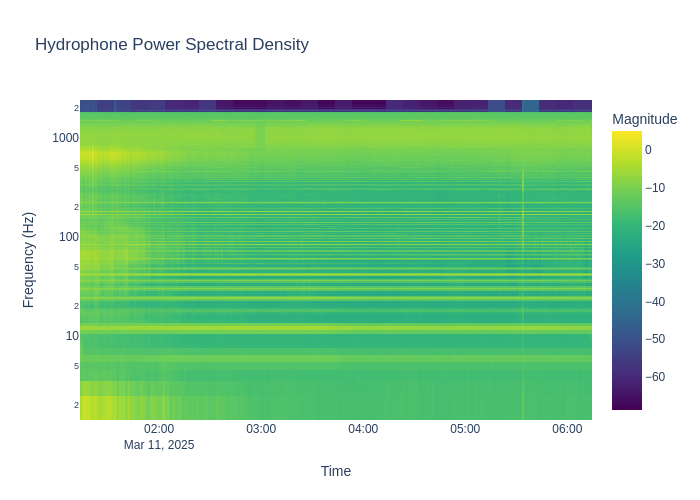 Hydrophone Power Spectral Density
Magnitude
2
1000
5
2
100
5
2
10
5
2
0
−10
−20
−30
−40
−50
−60
Frequency (Hz)
02:00 03:00 04:00 05:00 06:00
Mar 11, 2025
Time